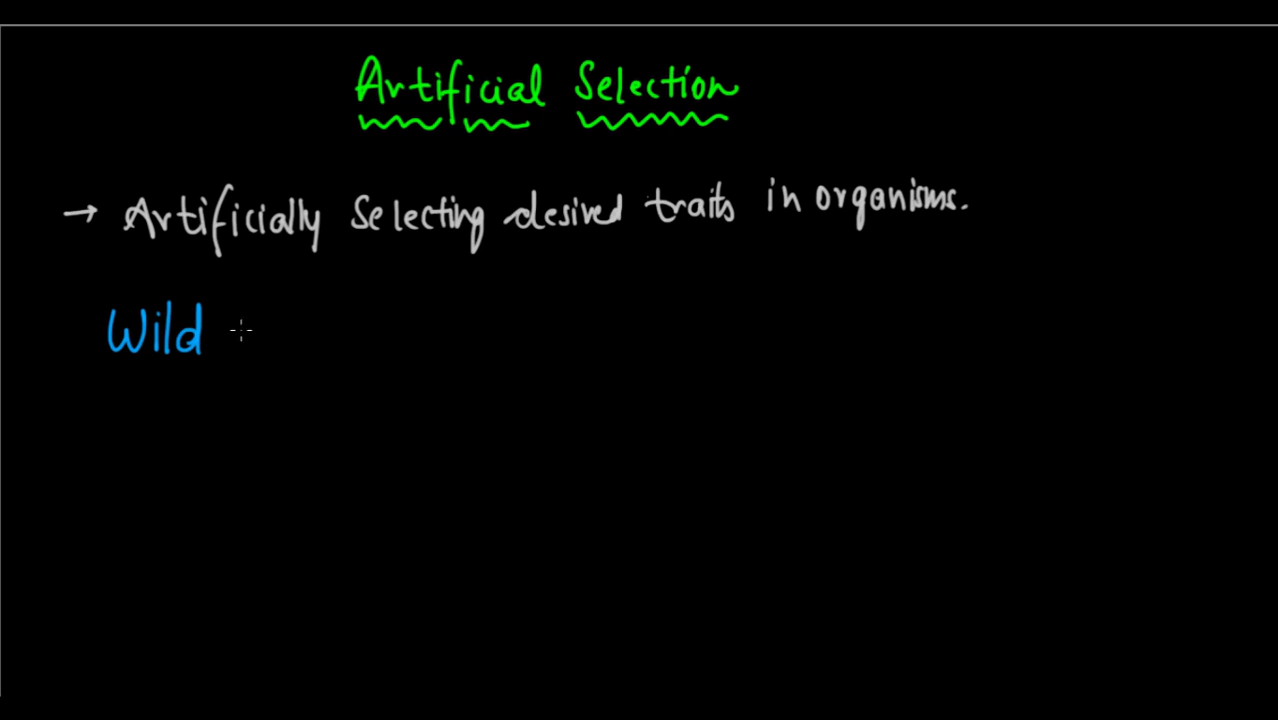 Artificial Selection
→ Artificially Selecting desired traits in organisms.
Wild